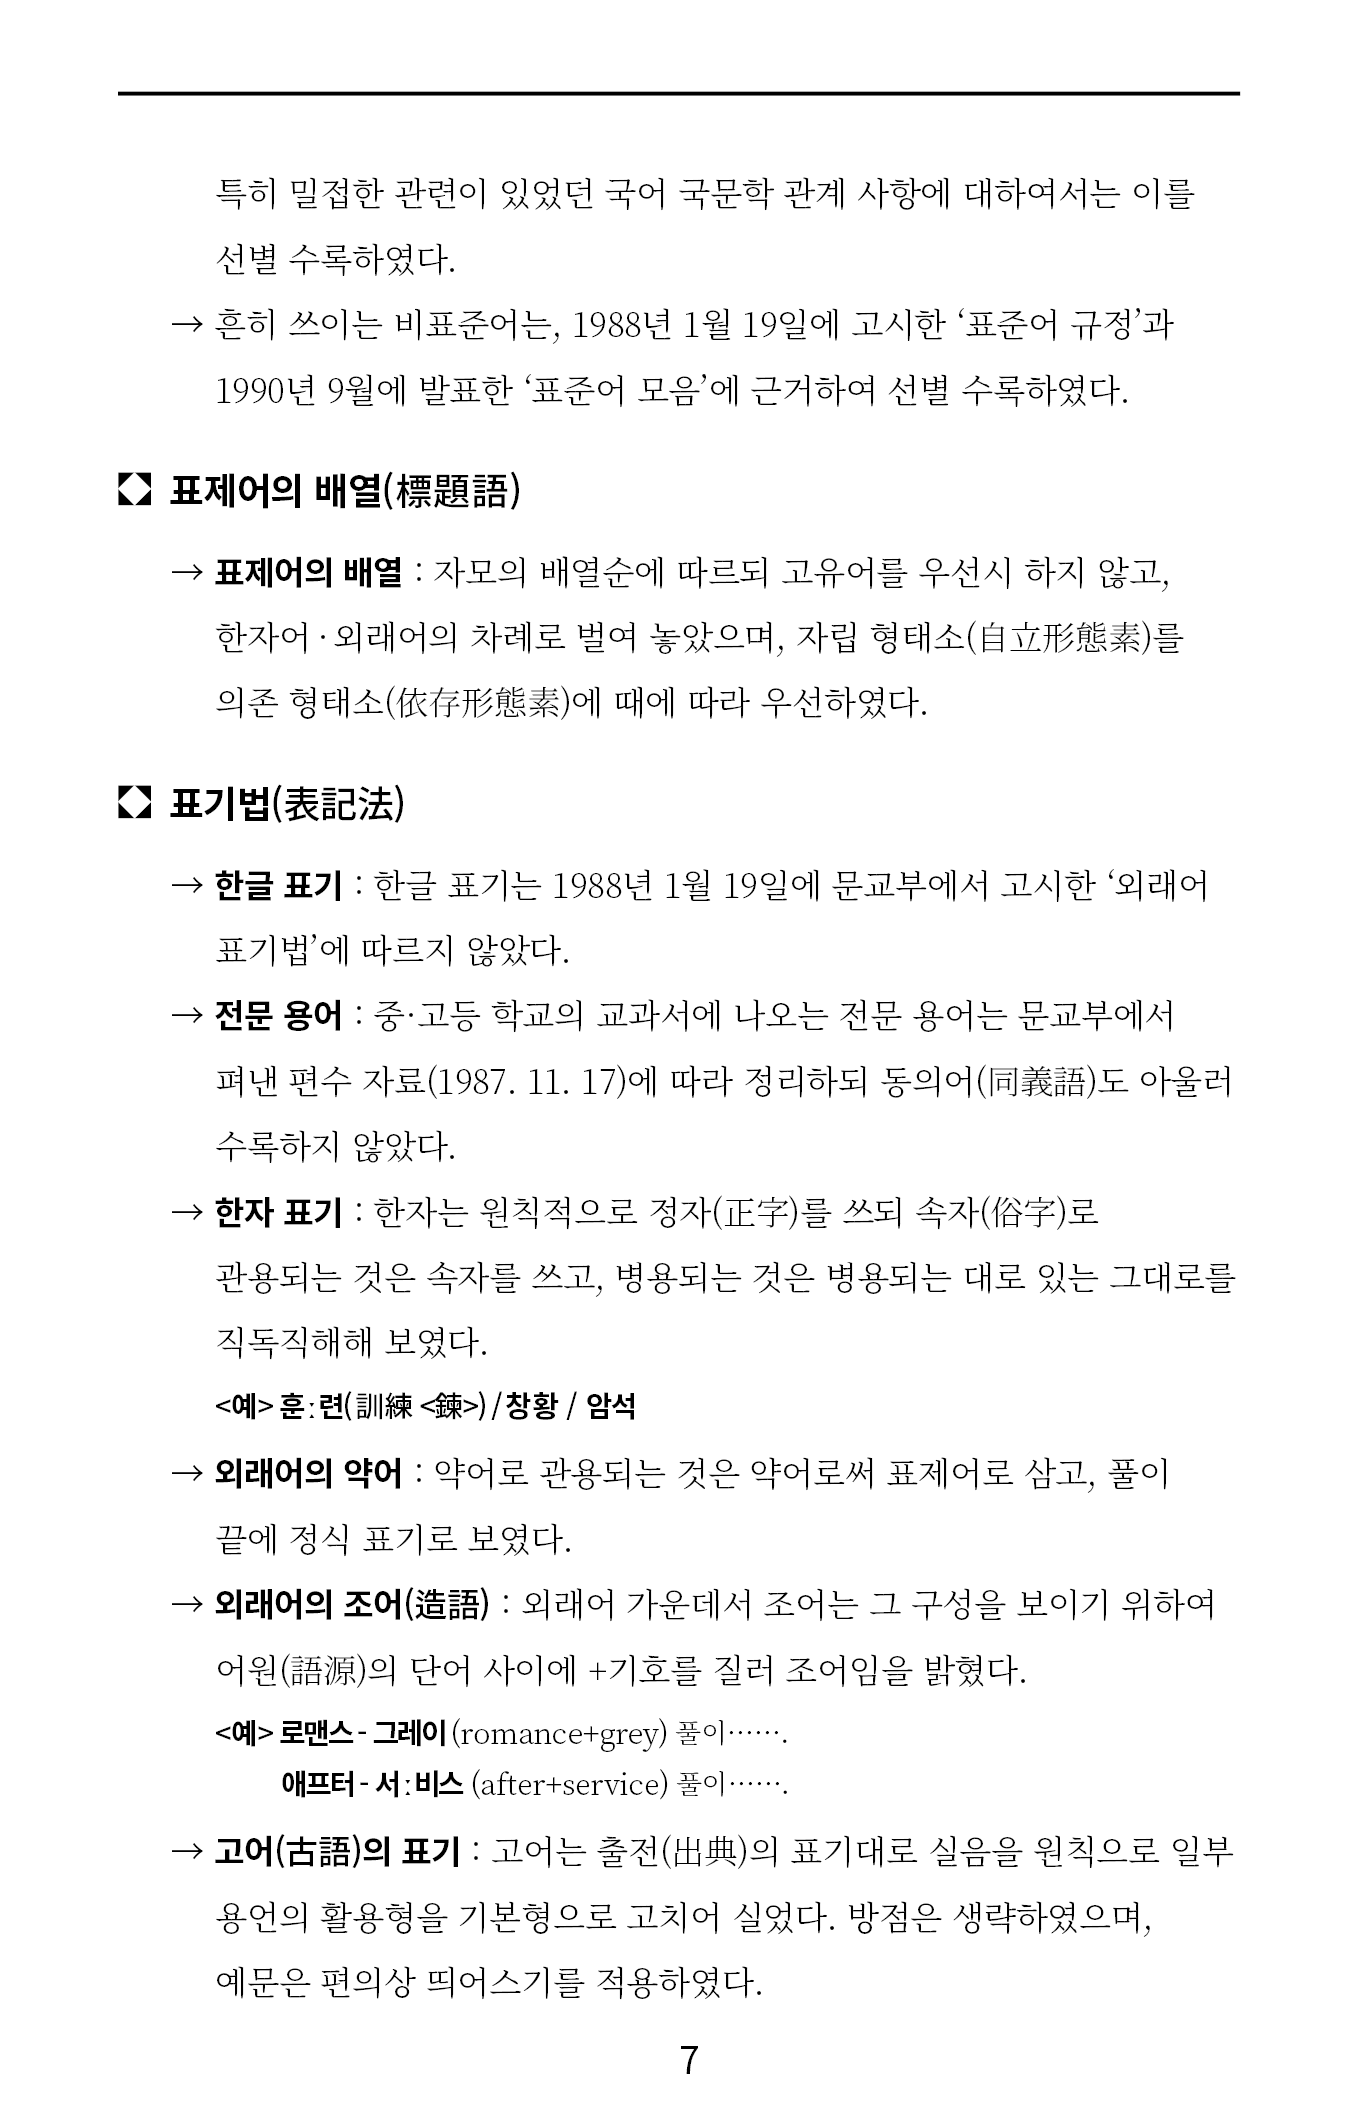 특히 밀접한 관련이 있었던 국어 국문학 관계 사항에 대하여서는 이를
선별 수록하였다.
→ 흔히 쓰이는 비표준어는, 1988년 1월 19일에 고시한 ‘표준어 규정’과
1990년 9월에 발표한 ‘표준어 모음’에 근거하여 선별 수록하였다.
표제어의 배열(標題語)
→ 표제어의 배열 : 자모의 배열순에 따르되 고유어를 우선시 하지 않고,
한자어 · 외래어의 차례로 벌여 놓았으며, 자립 형태소(自立形態素)를
의존 형태소(依存形態素)에 때에 따라 우선하였다.
표기법(表記法)
→ 한글 표기 : 한글 표기는 1988년 1월 19일에 문교부에서 고시한 ‘외래어
표기법’에 따르지 않았다.
→ 전문 용어 : 중·고등 학교의 교과서에 나오는 전문 용어는 문교부에서
펴낸 편수 자료(1987. 11. 17)에 따라 정리하되 동의어(同義語)도 아울러
수록하지 않았다.
→ 한자 표기 : 한자는 원칙적으로 정자(正字)를 쓰되 속자(俗字)로
관용되는 것은 속자를 쓰고, 병용되는 것은 병용되는 대로 있는 그대로를
직독직해해 보였다.
<예> 훈ː련(訓練 <鍊>) / 창황 / 암석
→ 외래어의 약어 : 약어로 관용되는 것은 약어로써 표제어로 삼고, 풀이
끝에 정식 표기로 보였다.
→ 외래어의 조어(造語) : 외래어 가운데서 조어는 그 구성을 보이기 위하여
어원(語源)의 단어 사이에 +기호를 질러 조어임을 밝혔다.
<예> 로맨스 - 그레이 (romance+grey) 풀이…….
애프터 - 서ː비스 (after+service) 풀이…….
→ 고어(古語)의 표기 : 고어는 출전(出典)의 표기대로 실음을 원칙으로 일부
용언의 활용형을 기본형으로 고치어 실었다. 방점은 생략하였으며,
예문은 편의상 띄어스기를 적용하였다.
7